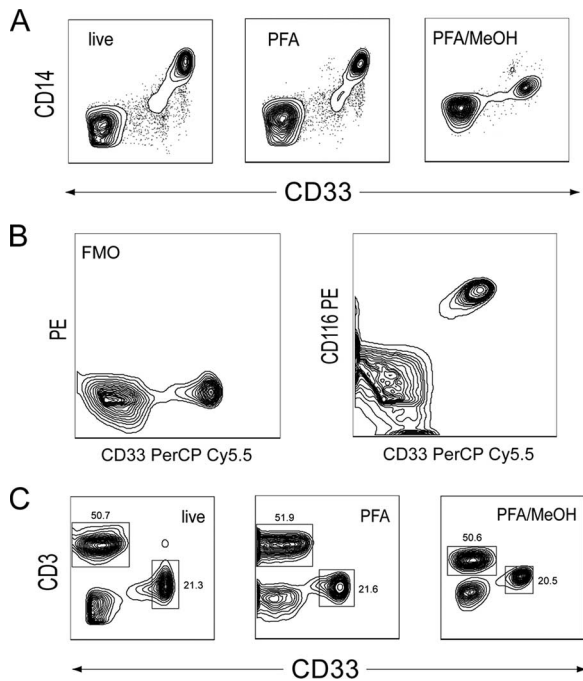 A
live
PFA
PFA/MeOH
CD14
CD33
B
FMO
PE
CD33 PerCP Cy5.5
CD116 PE
CD33 PerCP Cy5.5
C
50.7
live
21.3
51.9
PFA
21.6
PFA/MeOH
50.6
20.5
CD3
CD33